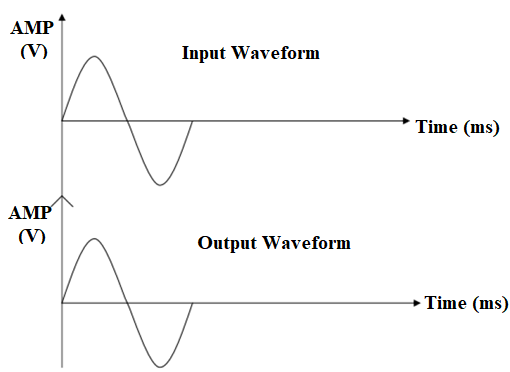 AMP
(V)
Input Waveform
Time (ms)
AMP
(V)
Output Waveform
Time (ms)